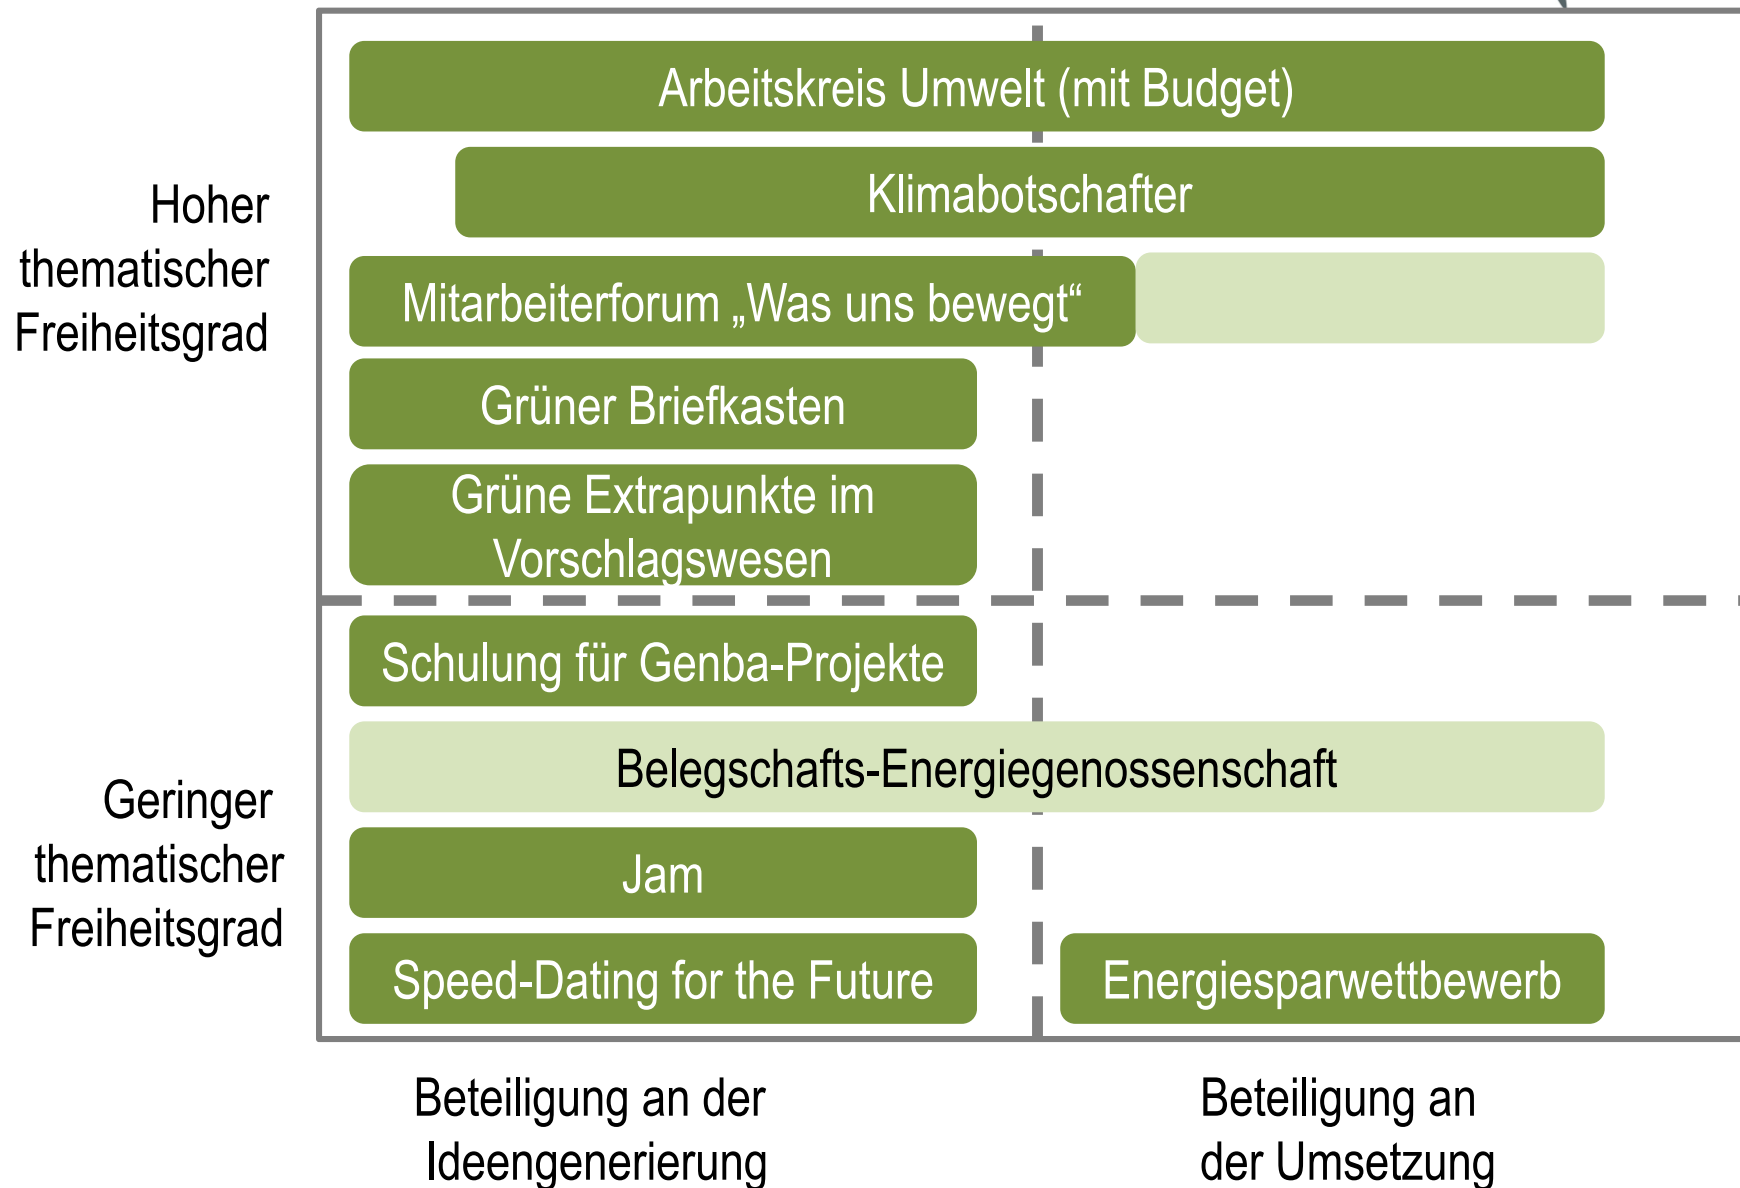 Arbeitskreis Umwelt (mit Budget)
Klimabotschafter
Hoher
thematischer
Freiheitsgrad
Mitarbeiterforum „Was uns bewegt“
Grüner Briefkasten
Grüne Extrapunkte im
Vorschlagswesen
Schulung für Genba-Projekte
Belegschafts-Energiegenossenschaft
Geringer
thematischer
Freiheitsgrad
Jam
Speed-Dating for the Future
Energiesparwettbewerb
Beteiligung an der
Ideengenerierung
Beteiligung an
der Umsetzung